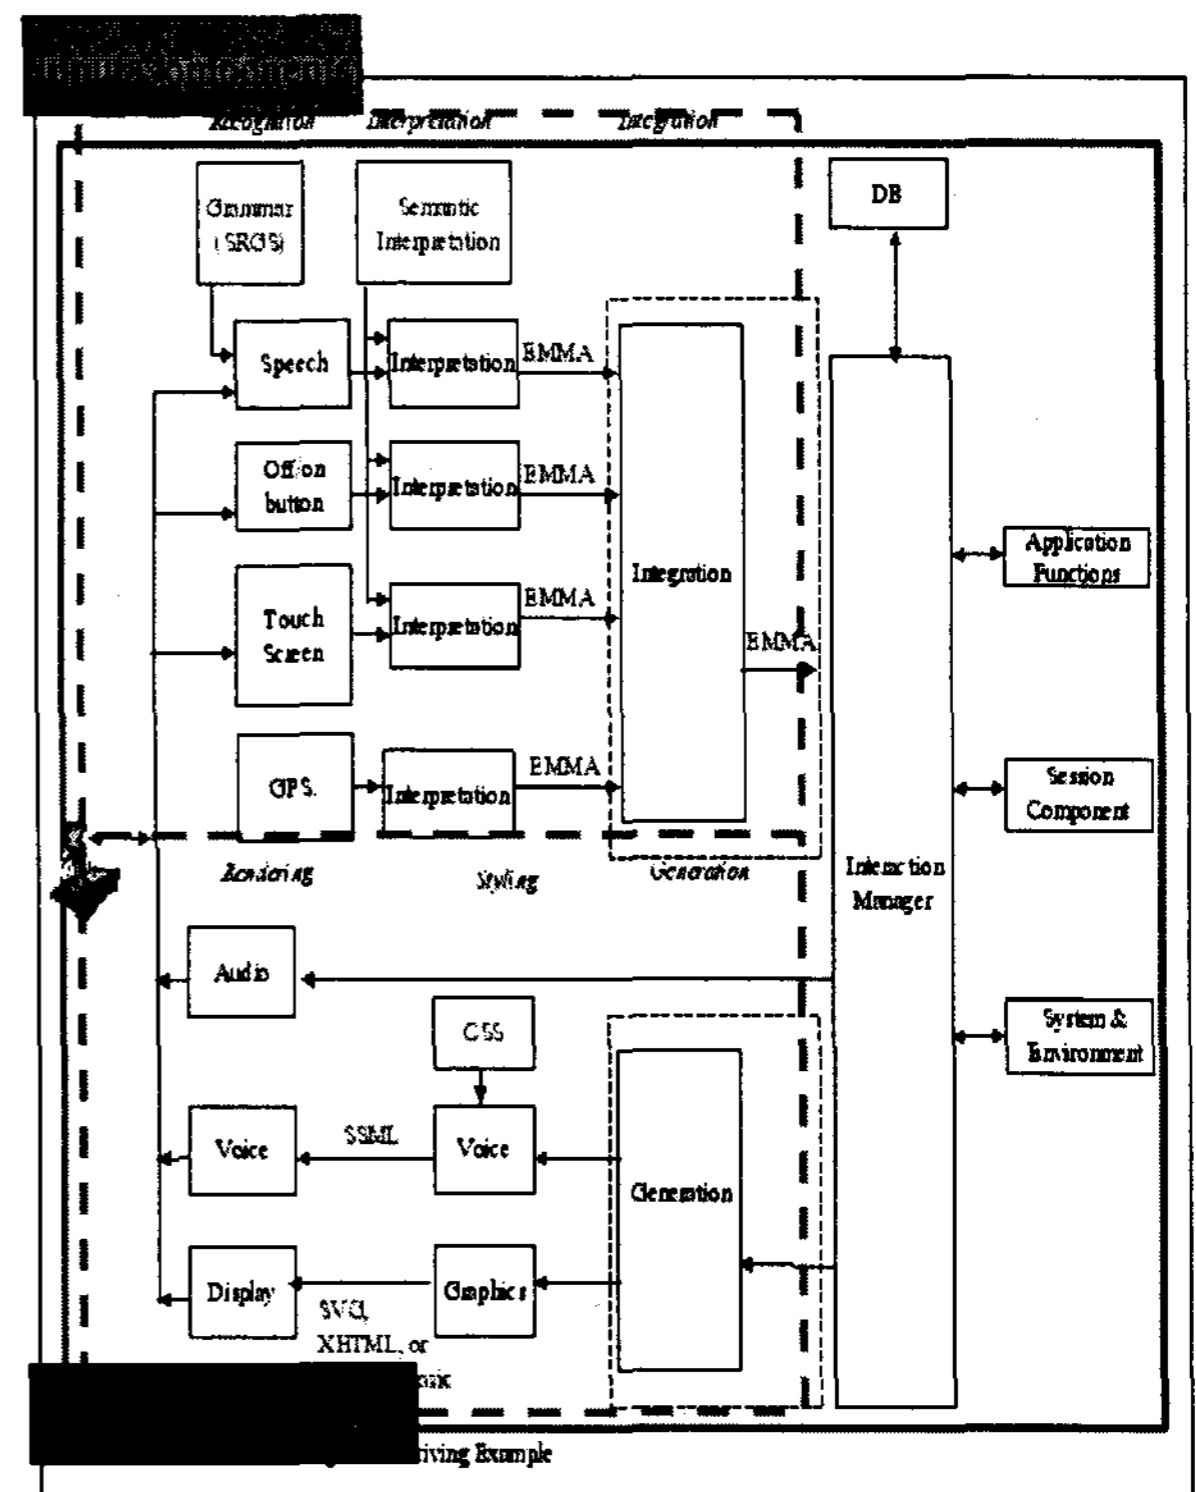 Recognition Interpretation Integration
Grammar
(SRGS)
Semantic
Interpretation
DB
Speech
Interpretation
EMMA
Off/on
button
Interpretation
EMMA
Touch
Screen
Interpretation
EMMA
Integration
EMMA
GPS.
Interpretation
EMMA
Application
Functions
Session
Component
Interaction
Manager
System &
Environment
Rendering Styling Generation
Audio
CSS
Voice
SSML
Voice
Generation
Display
Graphics
SVG,
XHTML, or
Driving Example